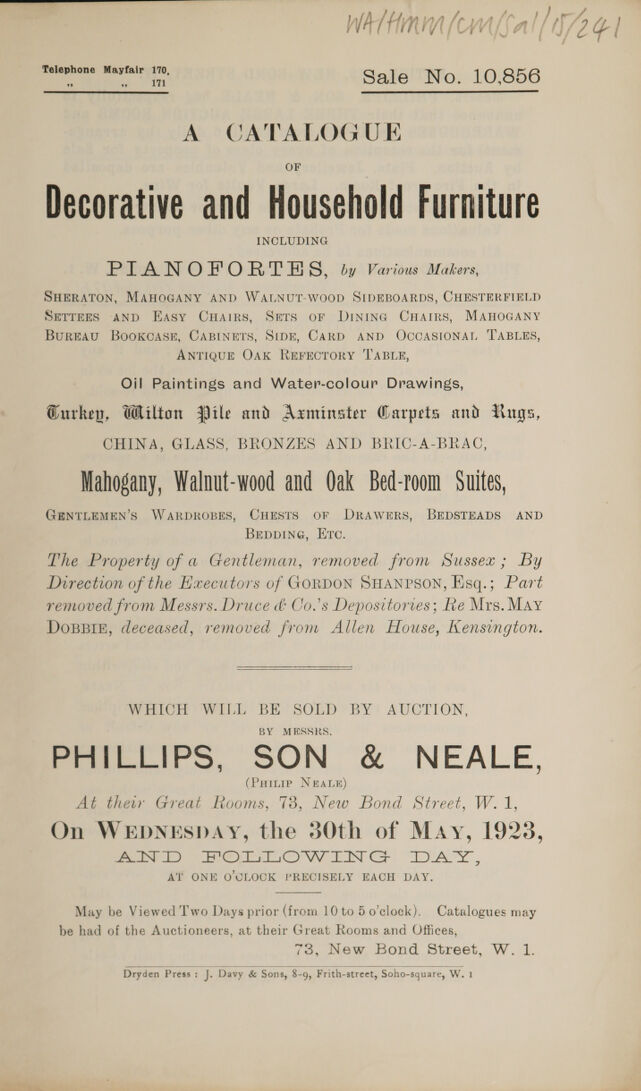 WA/HMM/CM/Sal/15/241
Telephone Mayfair 170,
„ „ 171
Sale No. 10,856
A CATALOGUE
OF
Decorative and Household Furniture
INCLUDING
PIANOFORTES, by Various Makers,
SHERATON, MAHOGANY AND WALNUT-WOOD SIDEBOARDS, CHESTERFIELD
SETTEES AND EASY CHAIRS, SETS OF DINING CHAIRS, MAHOGANY
BUREAU BOOKCASE, CABINETS, SIDE, CARD AND OCCASIONAL TABLES,
ANTIQUE OAK REFECTORY TABLE,
Oil Paintings and Water-colour Drawings,
Turkey, Wilton Pile and Axminster Carpets and Rugs,
CHINA, GLASS, BRONZES AND BRIC-A-BRAC,
Mahogany, Walnut-wood and Oak Bed-room Suites,
GENTLEMEN'S WARDROBES, CHESTS OF DRAWERS, BEDSTEADS AND
BEDDING, ETC.
The Property of a Gentleman, removed from Sussex; By
Direction of the Executors of GORDON SHANPSON, Esq.; Part
removed from Messrs. Druce & Co.'s Depositories; Re Mrs. MAY
DOBBIE, deceased, removed from Allen House, Kensington.
WHICH WILL BE SOLD BY AUCTION,
BY MESSRS.
PHILLIPS, SON & NEALE,
(PHILIP NEALE)
At their Great Rooms, 73, New Bond Street, W. 1,
On WEDNESDAY, the 30th of MAY, 1923,
AND FOLLOWING DAY,
AT ONE O'CLOCK PRECISELY EACH DAY.
May be Viewed Two Days prior (from 10 to 5 o'clock). Catalogues may
be had of the Auctioneers, at their Great Rooms and Offices,
73, New Bond Street, W. 1.
Dryden Press : J. Davy & Sons, 8-9, Frith-street, Soho-square, W. 1